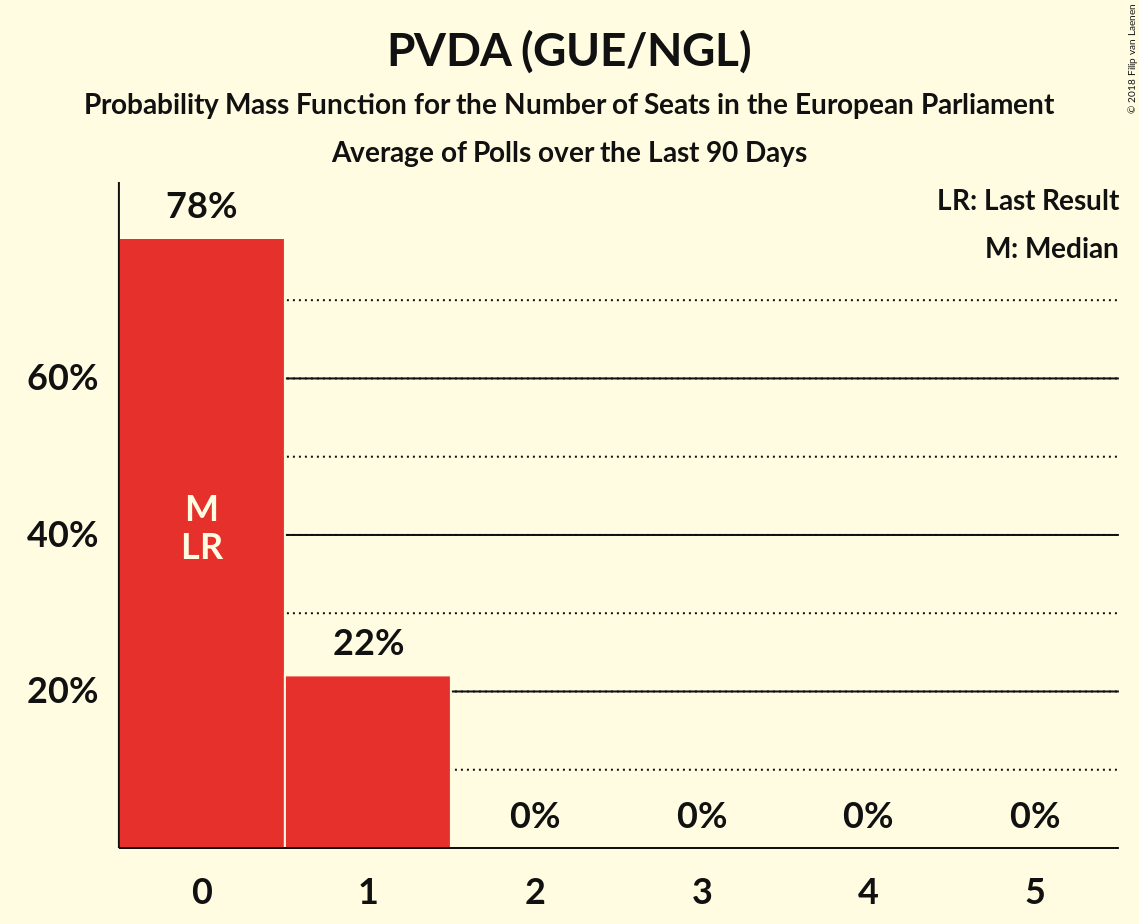 PVDA (GUE/NGL)
Probability Mass Function for the Number of Seats in the European Parliament
Average of Polls over the Last 90 Days
© 2018 Filip van Laenen
LR: Last Result
M: Median
78%
60%
M
40%
LR
22%
20%
0% 0% 0% 0%
0 1 2 3 4 5